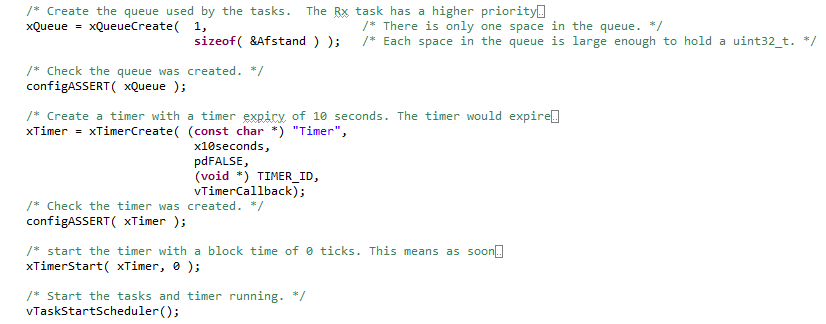 /* Create the queue used by the tasks.  The Rx task has a higher priority
xQueue = xQueueCreate(  1,                      /* There is only one space in the queue. */
                        sizeof( &Afstand ) );   /* Each space in the queue is large enough to hold a uint32_t. */
/* Check the queue was created. */
configASSERT( xQueue );
/* Create a timer with a timer expiry of 10 seconds. The timer would expire
xTimer = xTimerCreate( (const char *) "Timer",
                        x10seconds,
                        pdFALSE,
                        (void *) TIMER_ID,
                        vTimerCallback);
/* Check the timer was created. */
configASSERT( xTimer );
/* start the timer with a block time of 0 ticks. This means as soon
xTimerStart( xTimer, 0 );
/* Start the tasks and timer running. */
vTaskStartScheduler();